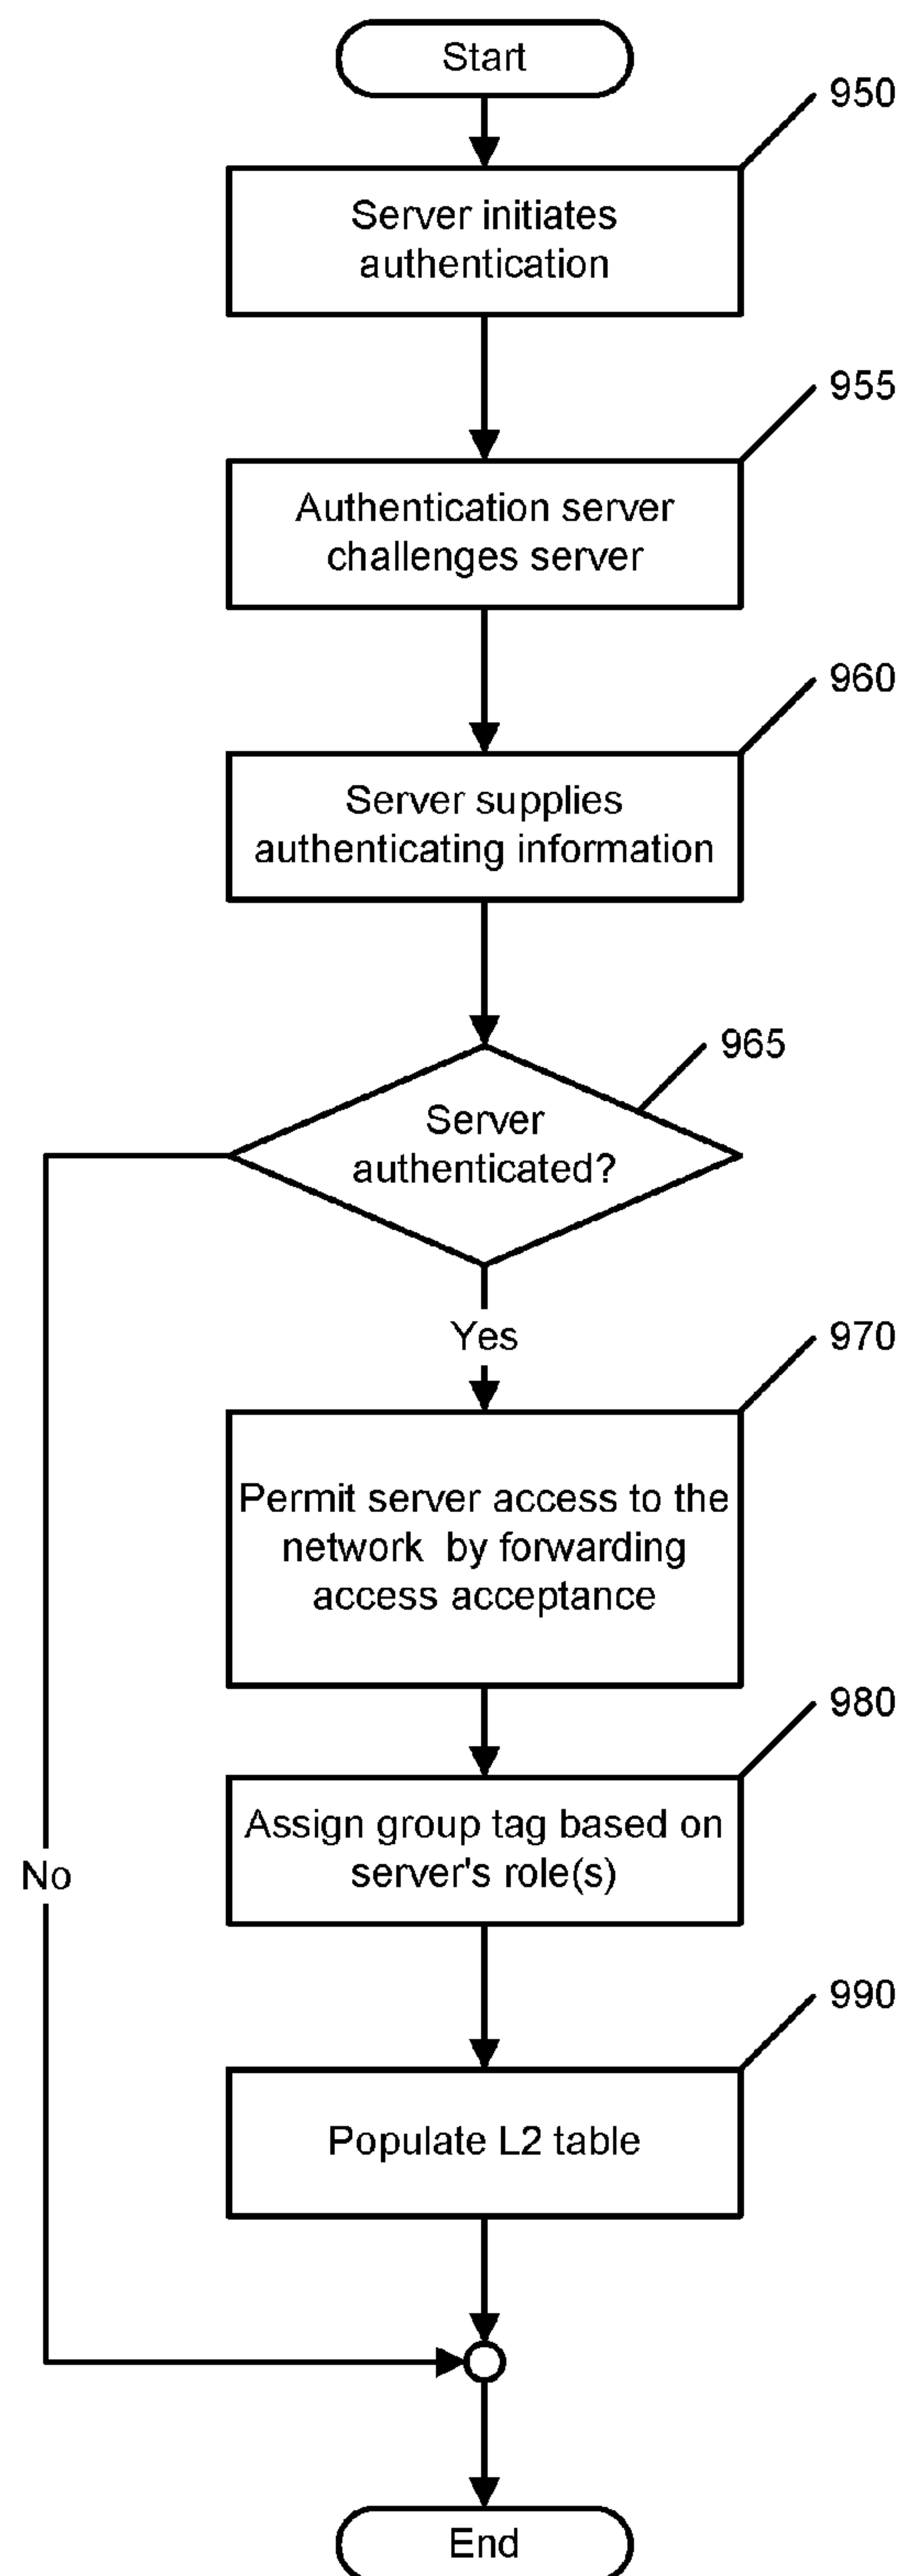 Start
950
Server initiates
authentication
955
Authentication server
challenges server
960
Server supplies
authenticating information
965
Server
authenticated?
Yes
970
Permit server access to the
network by forwarding
access acceptance
980
Assign group tag based on
server's role(s)
No
990
Populate L2 table
End